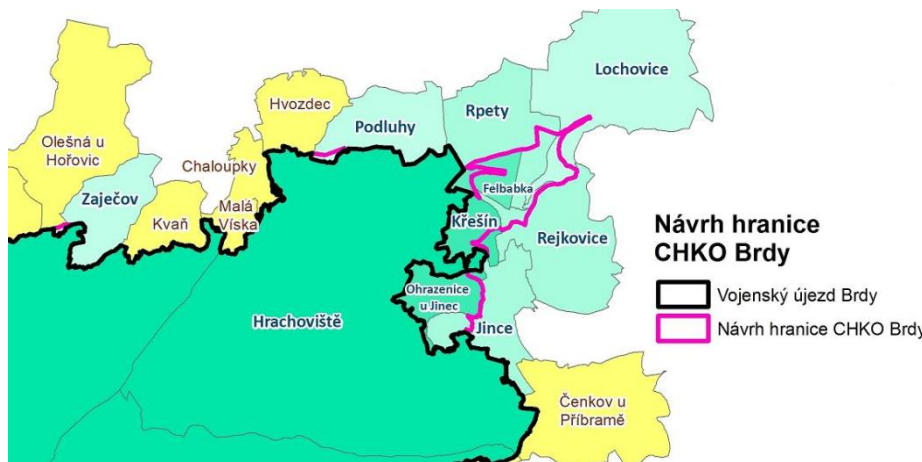 Lochovice
Hvozdec
Rpety
Podluhy
Olešná u
Hořovic
Chaloupky
Zaječov
Malá
Víska
Kvaň
Felbabka
Křešín
Rejkovice
Návrh hranice
CHKO Brdy
Vojenský újezd Brdy
Návrh hranice CHKO Brdy
Ohrazenice
u Jinec
Hrachoviště
Jince
Čenkov u
Příbramě